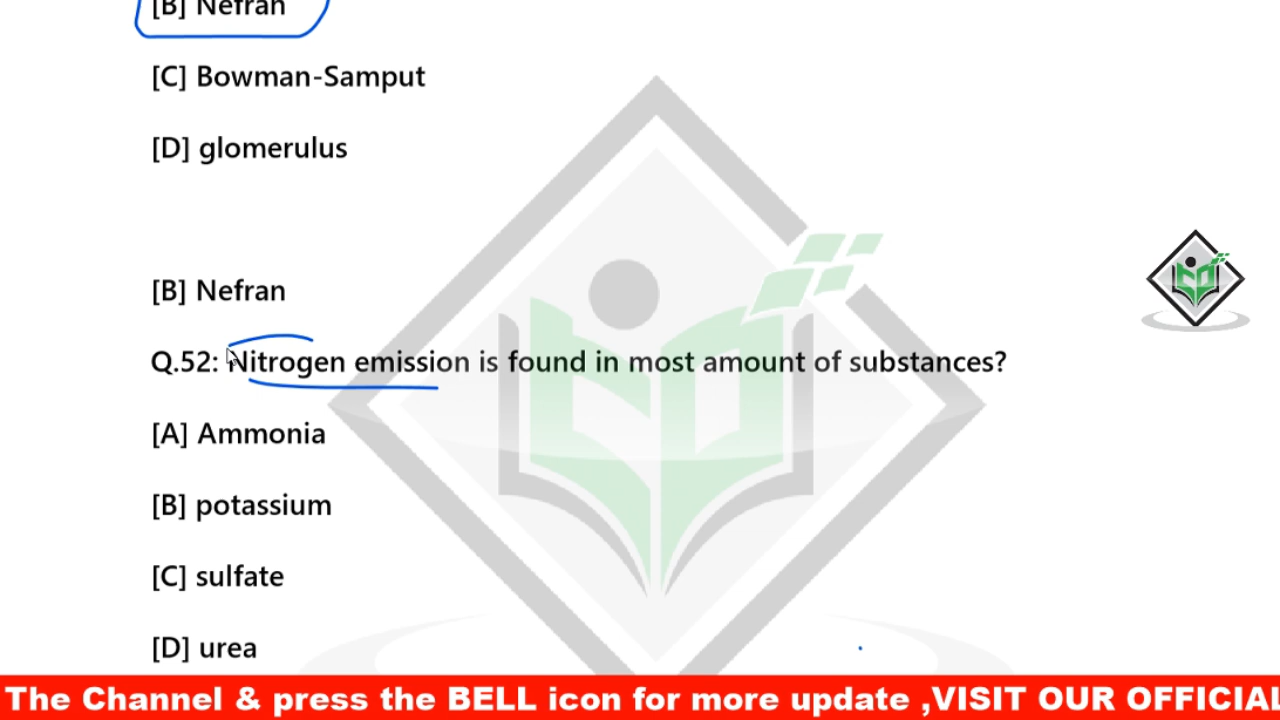 [B] Nefran
[C] Bowman-Samput
[D] glomerulus
[B] Nefran
Q.52: Nitrogen emission is found in most amount of substances?
[A] Ammonia
[B] potassium
[C] sulfate
[D] urea
The Channel & press the BELL icon for more update ,VISIT OUR OFFICIAL